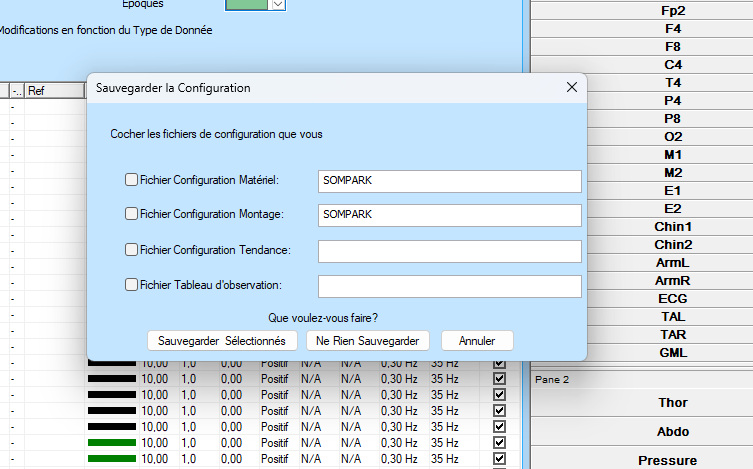 Epoques
Modifications en fonction du Type de Donnée
-.. Ref
Sauvegarder la Configuration
Cocher les fichiers de configuration que vous
Fichier Configuration Matériel: SOMPARK
Fichier Configuration Montage: SOMPARK
Fichier Configuration Tendance:
Fichier Tableau d'observation:
Que voulez-vous faire?
Sauvegarder Sélectionnés Ne Rien Sauvegarder Annuler
10,00 1,0 0,00 Positif N/A N/A 0,30 Hz 35 Hz
10,00 1,0 0,00 Positif N/A N/A 0,30 Hz 35 Hz
10,00 1,0 0,00 Positif N/A N/A 0,30 Hz 35 Hz
10,00 1,0 0,00 Positif N/A N/A 0,30 Hz 35 Hz
10,00 1,0 0,00 Positif N/A N/A 0,30 Hz 35 Hz
10,00 1,0 0,00 Positif N/A N/A 0,30 Hz 35 Hz
Fp2
F4
F8
C4
T4
P4
P8
O2
M1
M2
E1
E2
Chin1
Chin2
ArmL
ArmR
ECG
TAL
TAR
GML
Pane 2
Thor
Abdo
Pressure